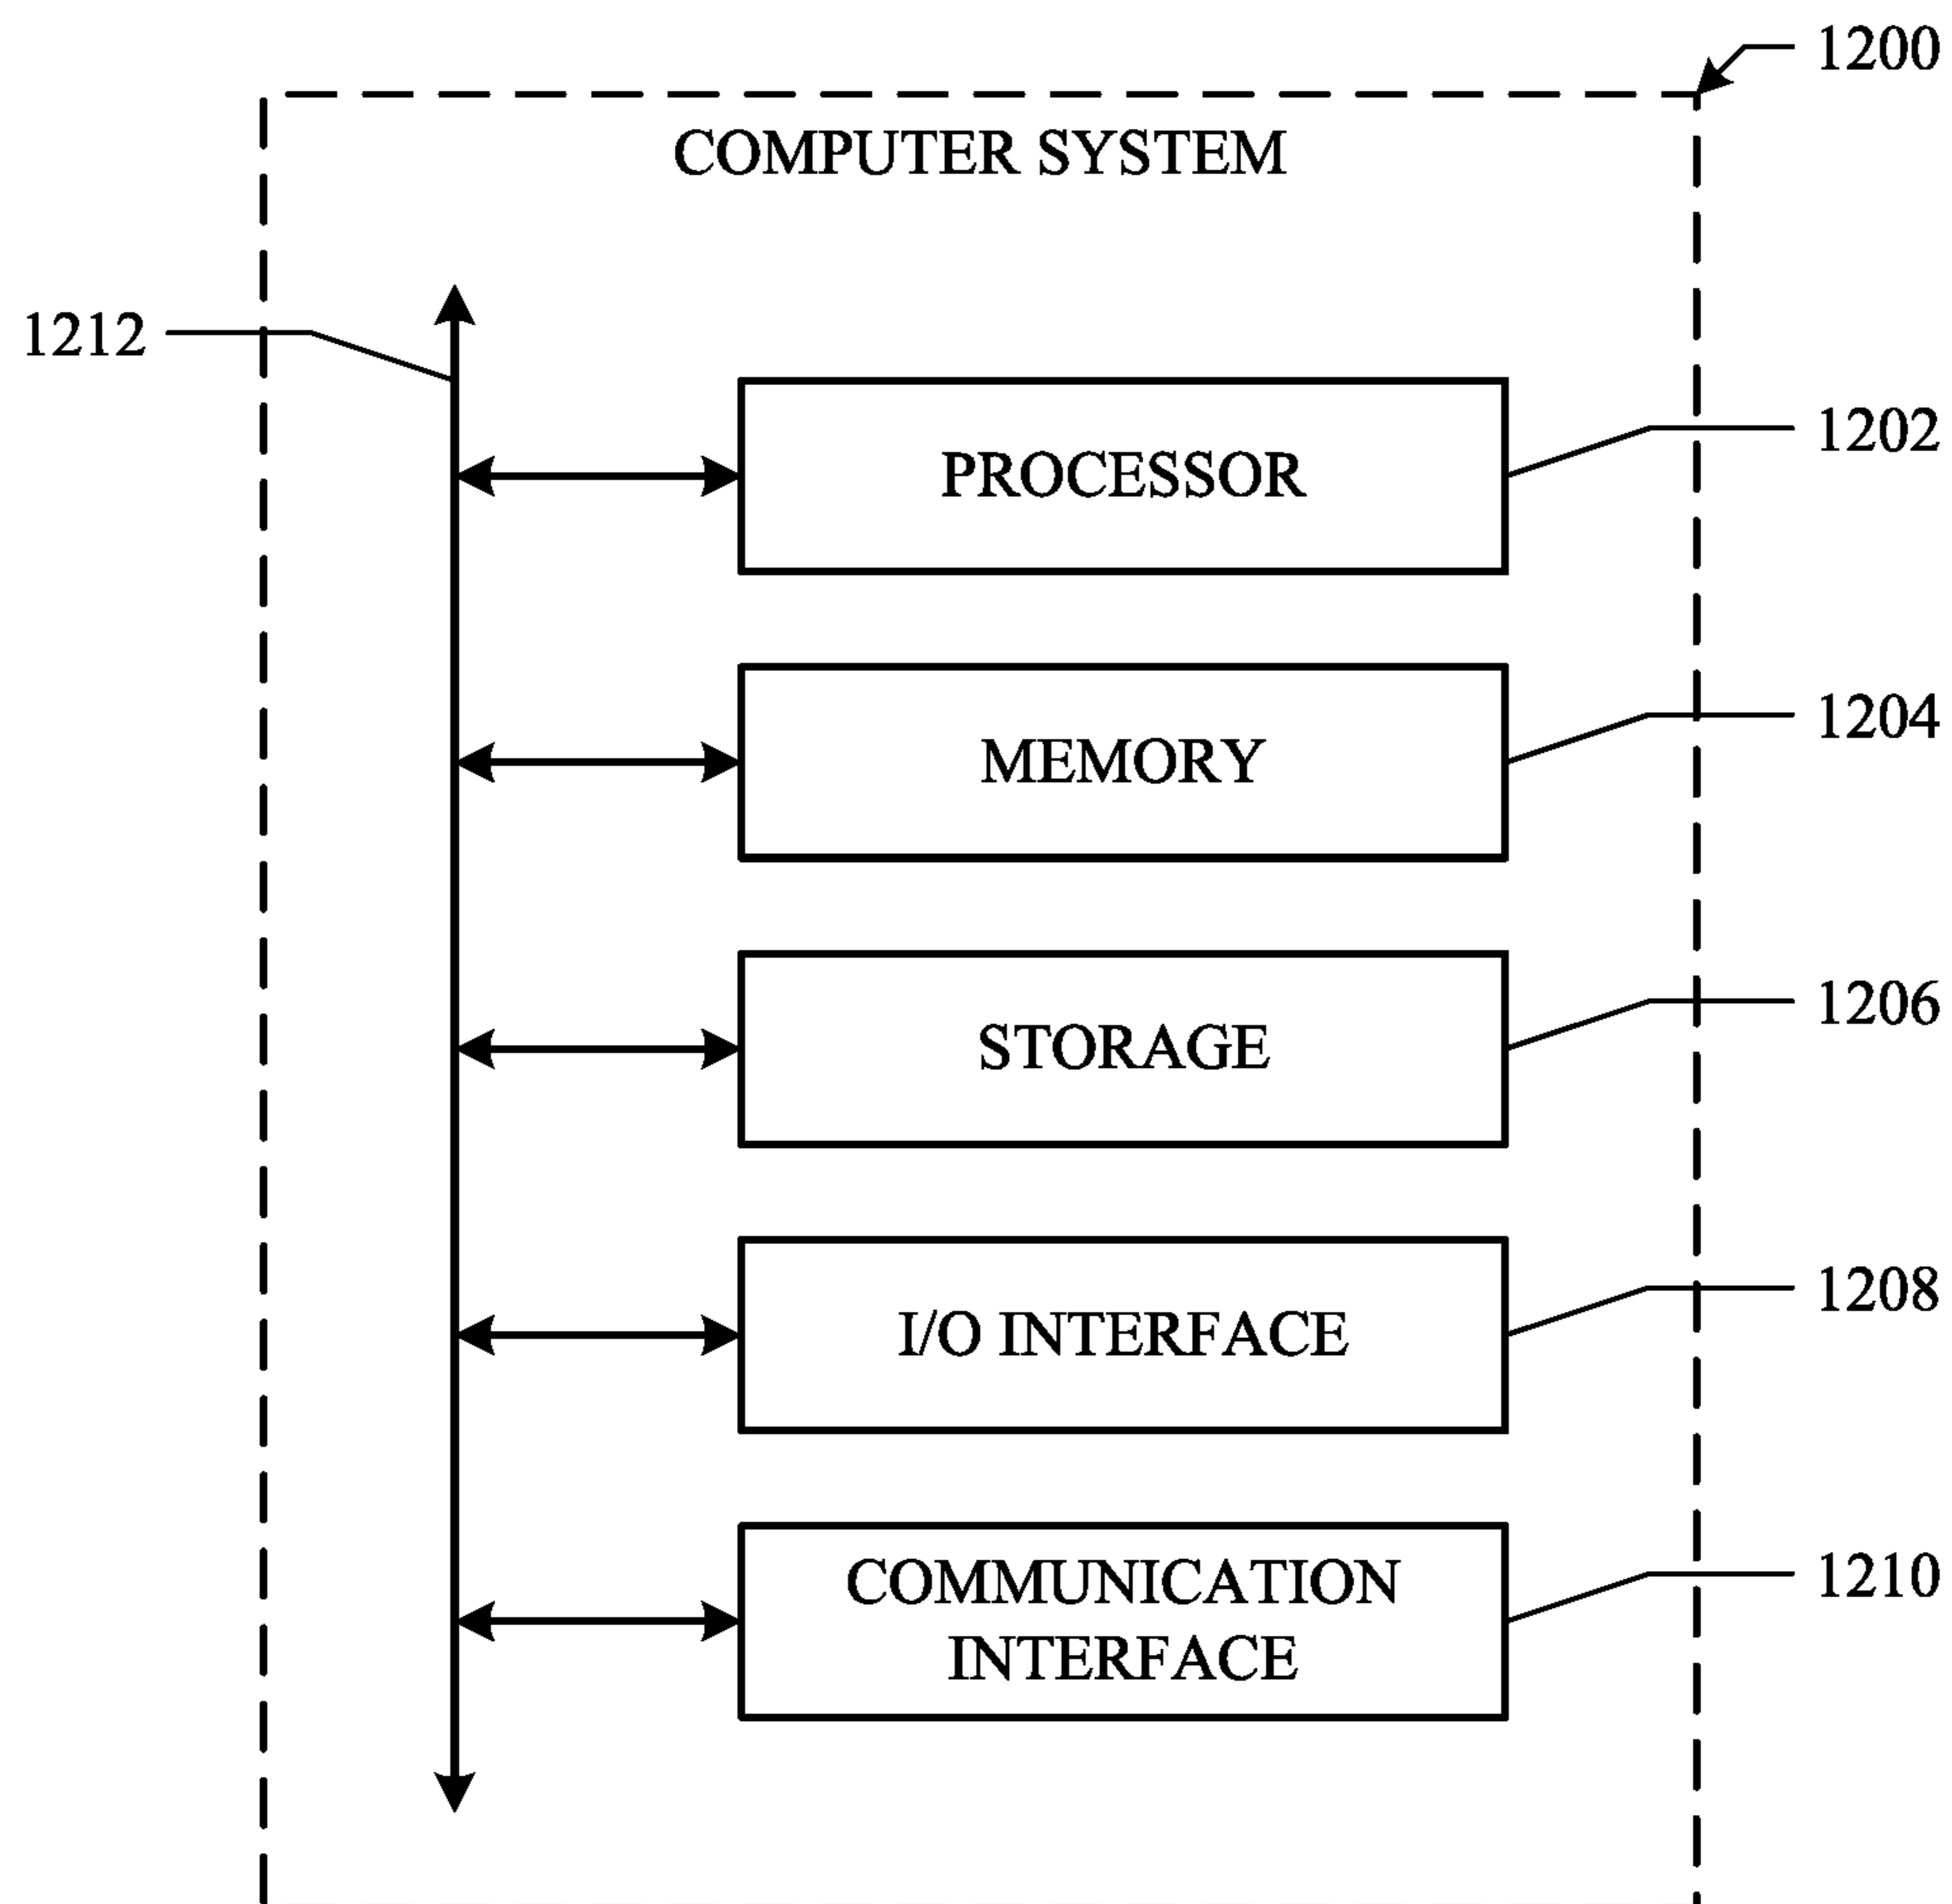 1200
COMPUTER SYSTEM
1212
1202
PROCESSOR
1204
MEMORY
1206
STORAGE
1208
I/O INTERFACE
1210
COMMUNICATION
INTERFACE